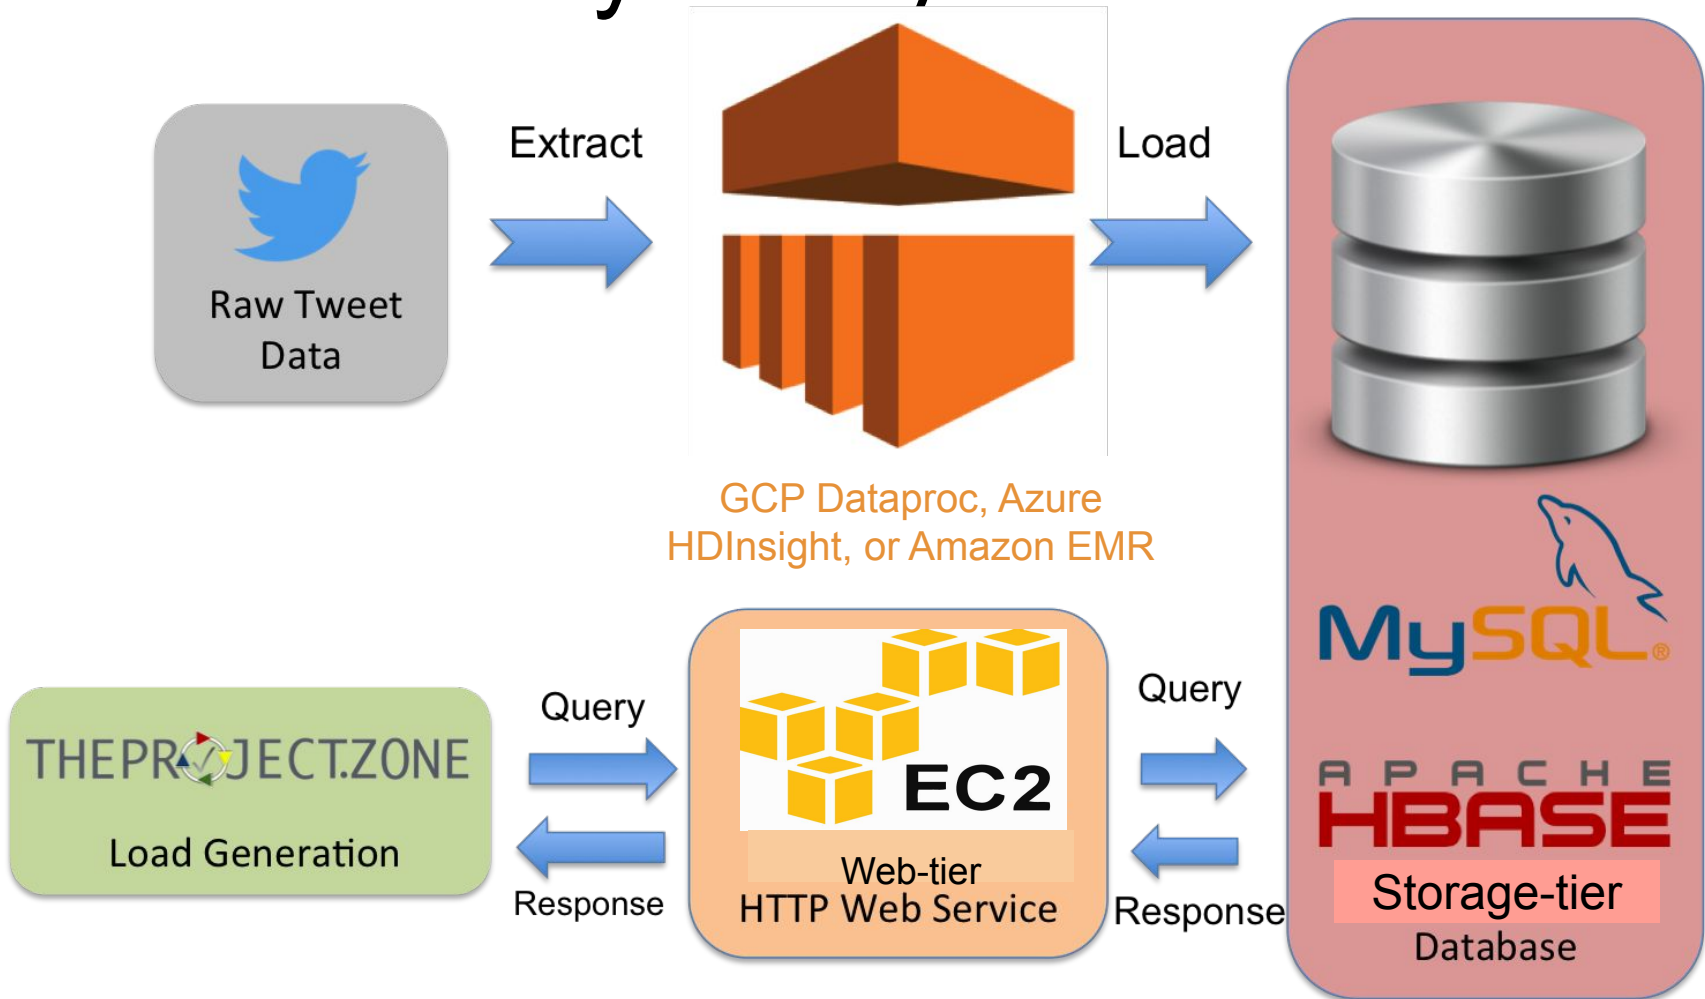 Extract
Load
Raw Tweet
Data
GCP Dataproc, Azure
HDInsight, or Amazon EMR
MySQL®
Query
Query
THEPROJECT.ZONE
EC2
APACHE
HBASE
Load Generation
Web-tier
HTTP Web Service
Response
Response
Storage-tier
Database